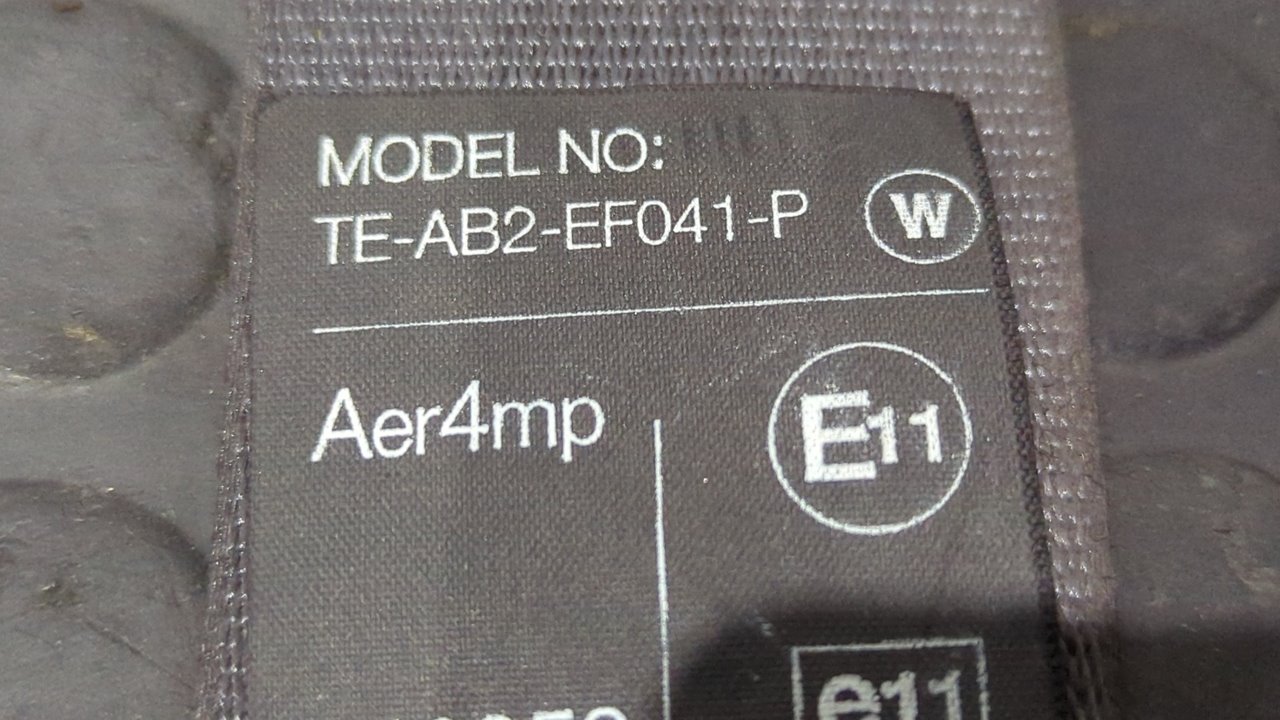 MODEL NO:
TE-AB2-EF041-P W
Aer4mp
E11
e11